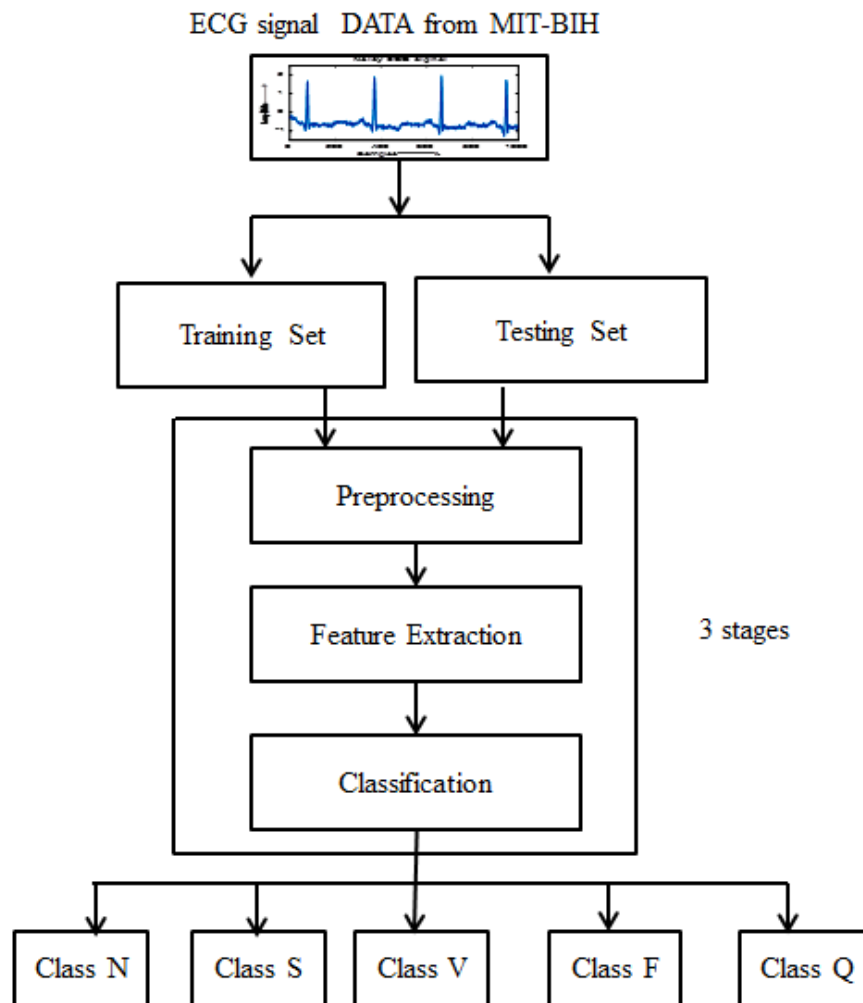 ECG signal DATA from MIT-BIH
Training Set
Testing Set
Preprocessing
Feature Extraction
3 stages
Classification
Class N
Class S
Class V
Class F
Class Q